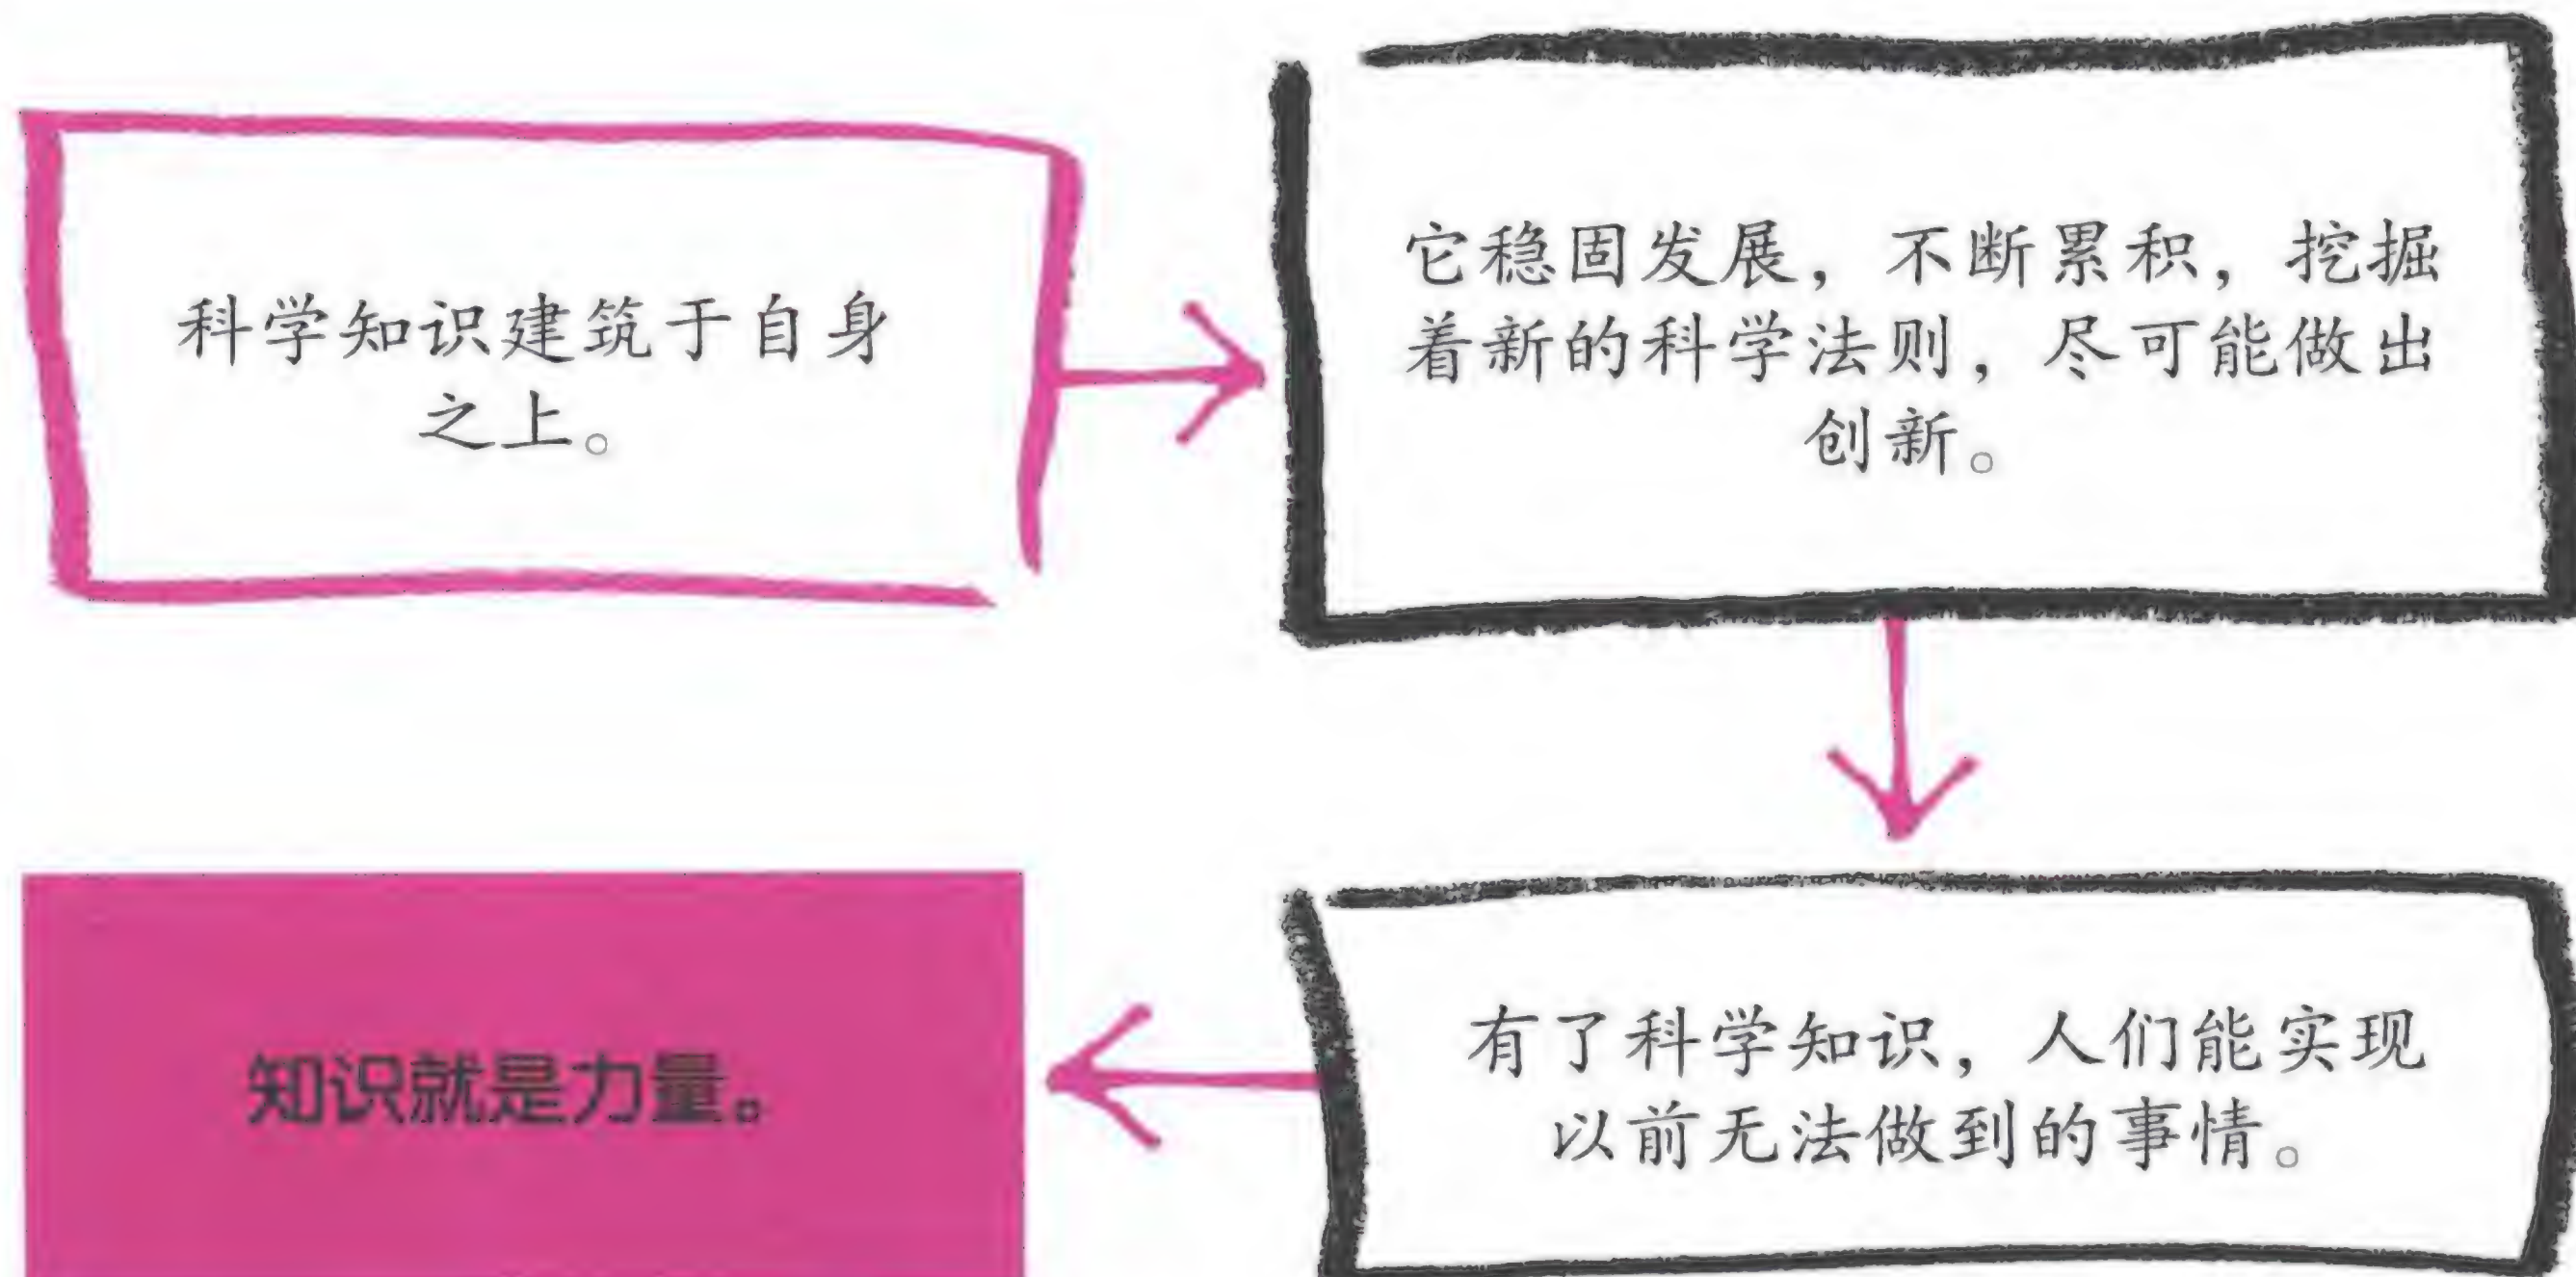 科学知识建筑于自身
之上。
它稳固发展，不断累积，挖掘
着新的科学法则，尽可能做出
创新。
有了科学知识，人们能实现
以前无法做到的事情。
知识就是力量。